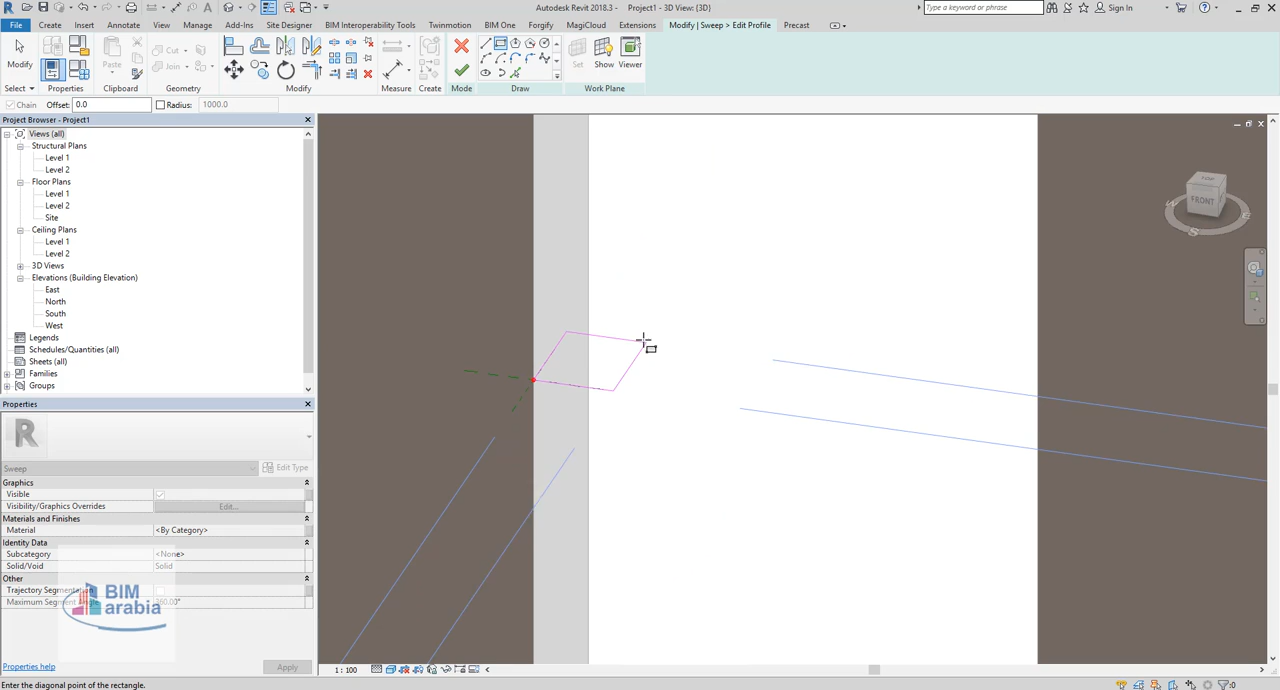 Autodesk Revit 2018.3 - Project1 - 3D View: {3D}
Type a keyword or phrase
Sign In
File
Create
Insert
Annotate
View
Manage
Add-Ins
Site Designer
BIM Interoperability Tools
Twinmotion
BIM One
Forgify
MagiCloud
Extensions
Modify | Sweep > Edit Profile
Precast
Modify
Cut
Join
Paste
Set
Show
Viewer
Select
Properties
Clipboard
Geometry
Modify
Measure
Create
Mode
Draw
Work Plane
Chain
Offset: 0.0
Radius: 1000.0
Project Browser - Project1
Views (all)
Structural Plans
Level 1
Level 2
Floor Plans
Level 1
Level 2
Site
Ceiling Plans
Level 1
Level 2
3D Views
Elevations (Building Elevation)
East
North
South
West
Legends
Schedules/Quantities (all)
Sheets (all)
Families
Groups
Properties
R
Sweep
Edit Type
Graphics
Visible
Visibility/Graphics Overrides
Edit...
Materials and Finishes
Material
<By Category>
Identity Data
Subcategory
<None>
Solid/Void
Solid
Other
Trajectory Segmentation
Maximum Segment Angle
360.00°
BIM
arabia
Properties help
Apply
TOP
FRONT
W
S
E
1 : 100
Enter the diagonal point of the rectangle.
:0